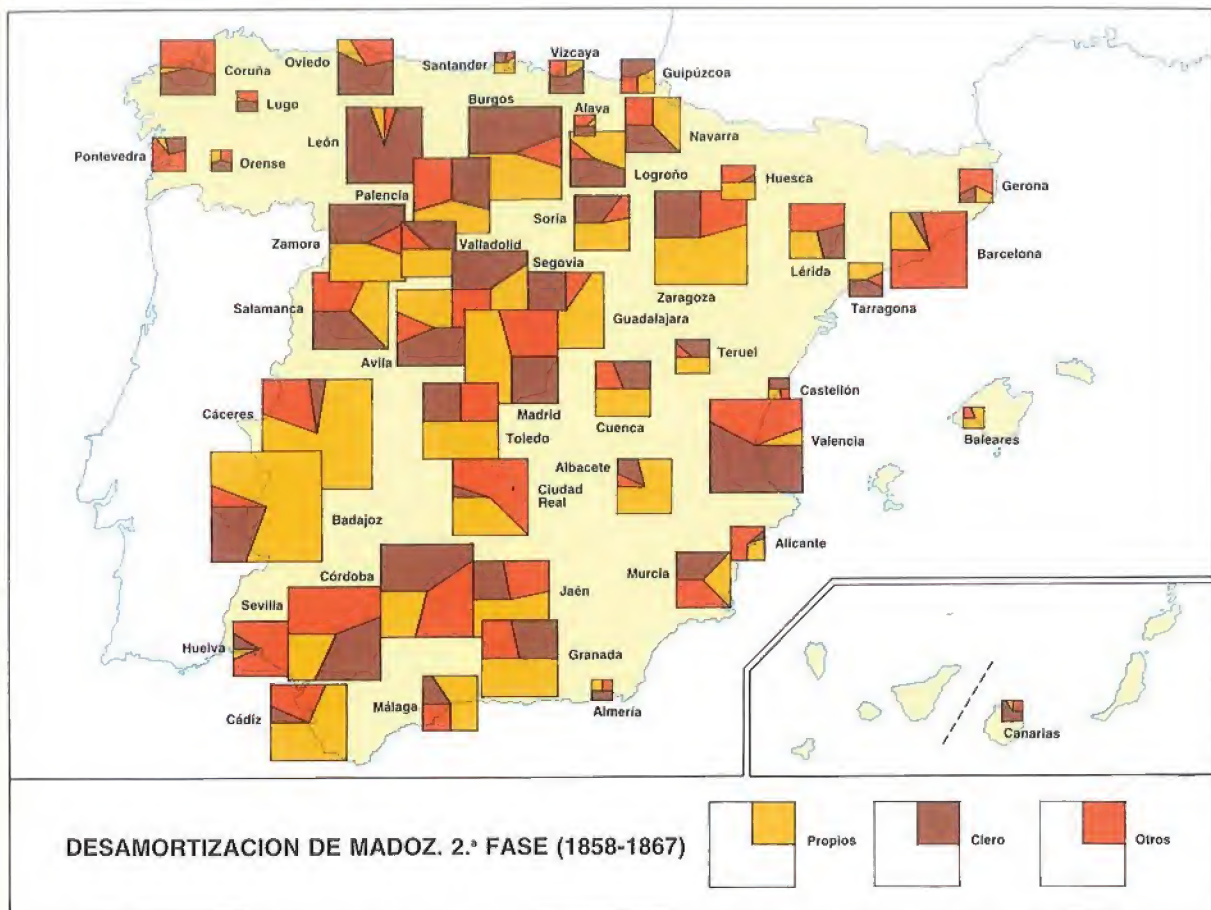 Coruña
Oviedo
Santander
Vizcaya
Guipúzcoa
Lugo
Burgos
Alava
León
Navarra
Pontevedra
Orense
Palencia
Logroño
Huesca
Gerona
Soria
Zamora
Valladolid
Segovia
Lérida
Barcelona
Zaragoza
Tarragona
Salamanca
Guadalajara
Avila
Teruel
Cáceres
Madrid
Cuenca
Castellón
Toledo
Valencia
Baleares
Albacete
Ciudad
Real
Badajoz
Alicante
Córdoba
Murcia
Sevilla
Jaén
Huelva
Granada
Cádiz
Málaga
Almería
Canarias
DESAMORTIZACION DE MADOZ. 2.ª FASE (1858-1867)
Propios
Clero
Otros